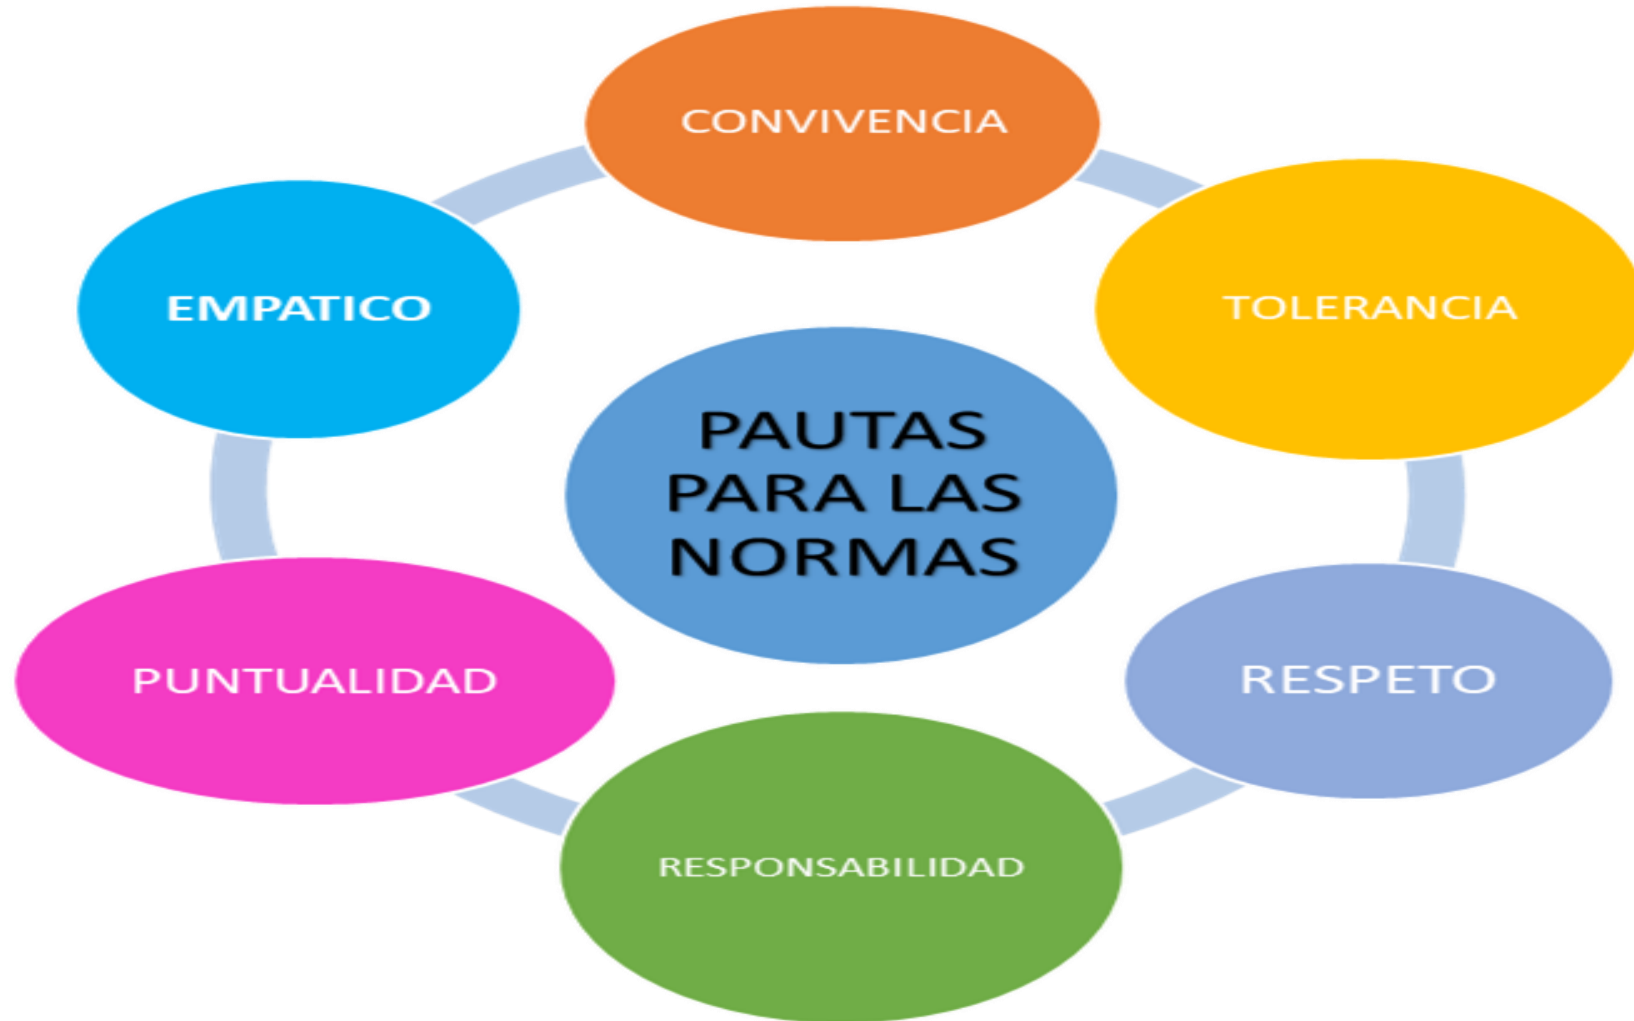 CONVIVENCIA
TOLERANCIA
RESPETO
RESPONSABILIDAD
PUNTUALIDAD
EMPATICO
PAUTAS
PARA LAS
NORMAS